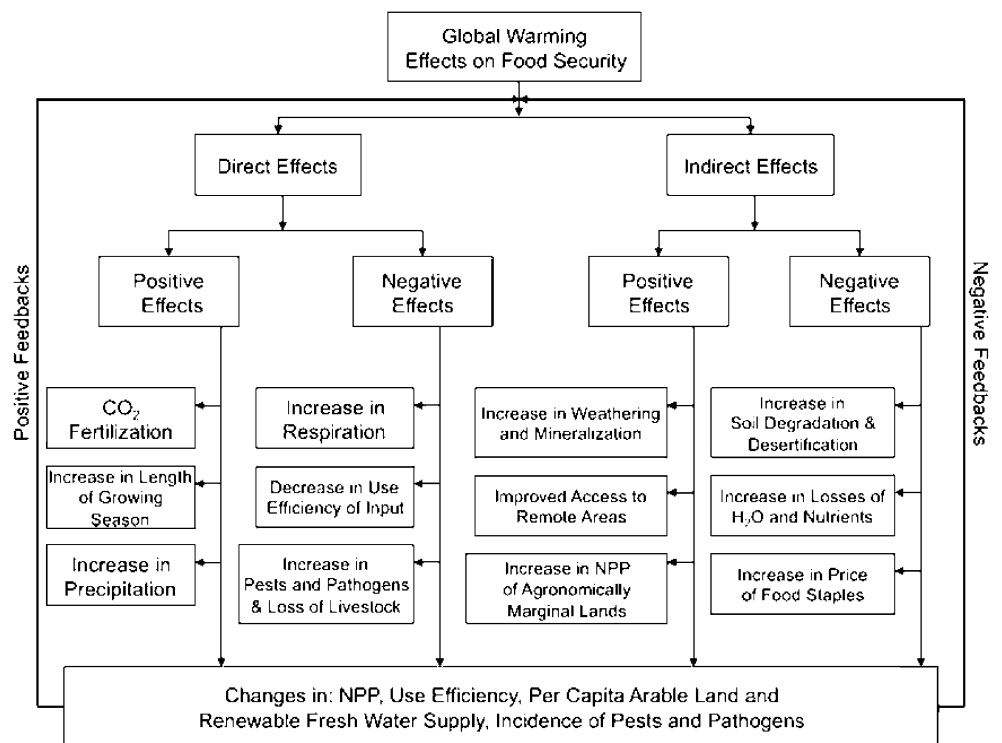 Global Warming
Effects on Food Security
Direct Effects
Indirect Effects
Positive Feedbacks
Negative Feedbacks
Positive
Effects
Negative
Effects
Positive
Effects
Negative
Effects
CO₂
Fertilization
Increase in Length
of Growing
Season
Increase in
Precipitation
Increase in
Respiration
Decrease in Use
Efficiency of Input
Increase in
Pests and Pathogens
& Loss of Livestock
Increase in Weathering
and Mineralization
Improved Access to
Remote Areas
Increase in NPP
of Agronomically
Marginal Lands
Increase in
Soil Degradation &
Desertification
Increase in Losses of
H₂O and Nutrients
Increase in Price
of Food Staples
Changes in: NPP, Use Efficiency, Per Capita Arable Land and
Renewable Fresh Water Supply, Incidence of Pests and Pathogens